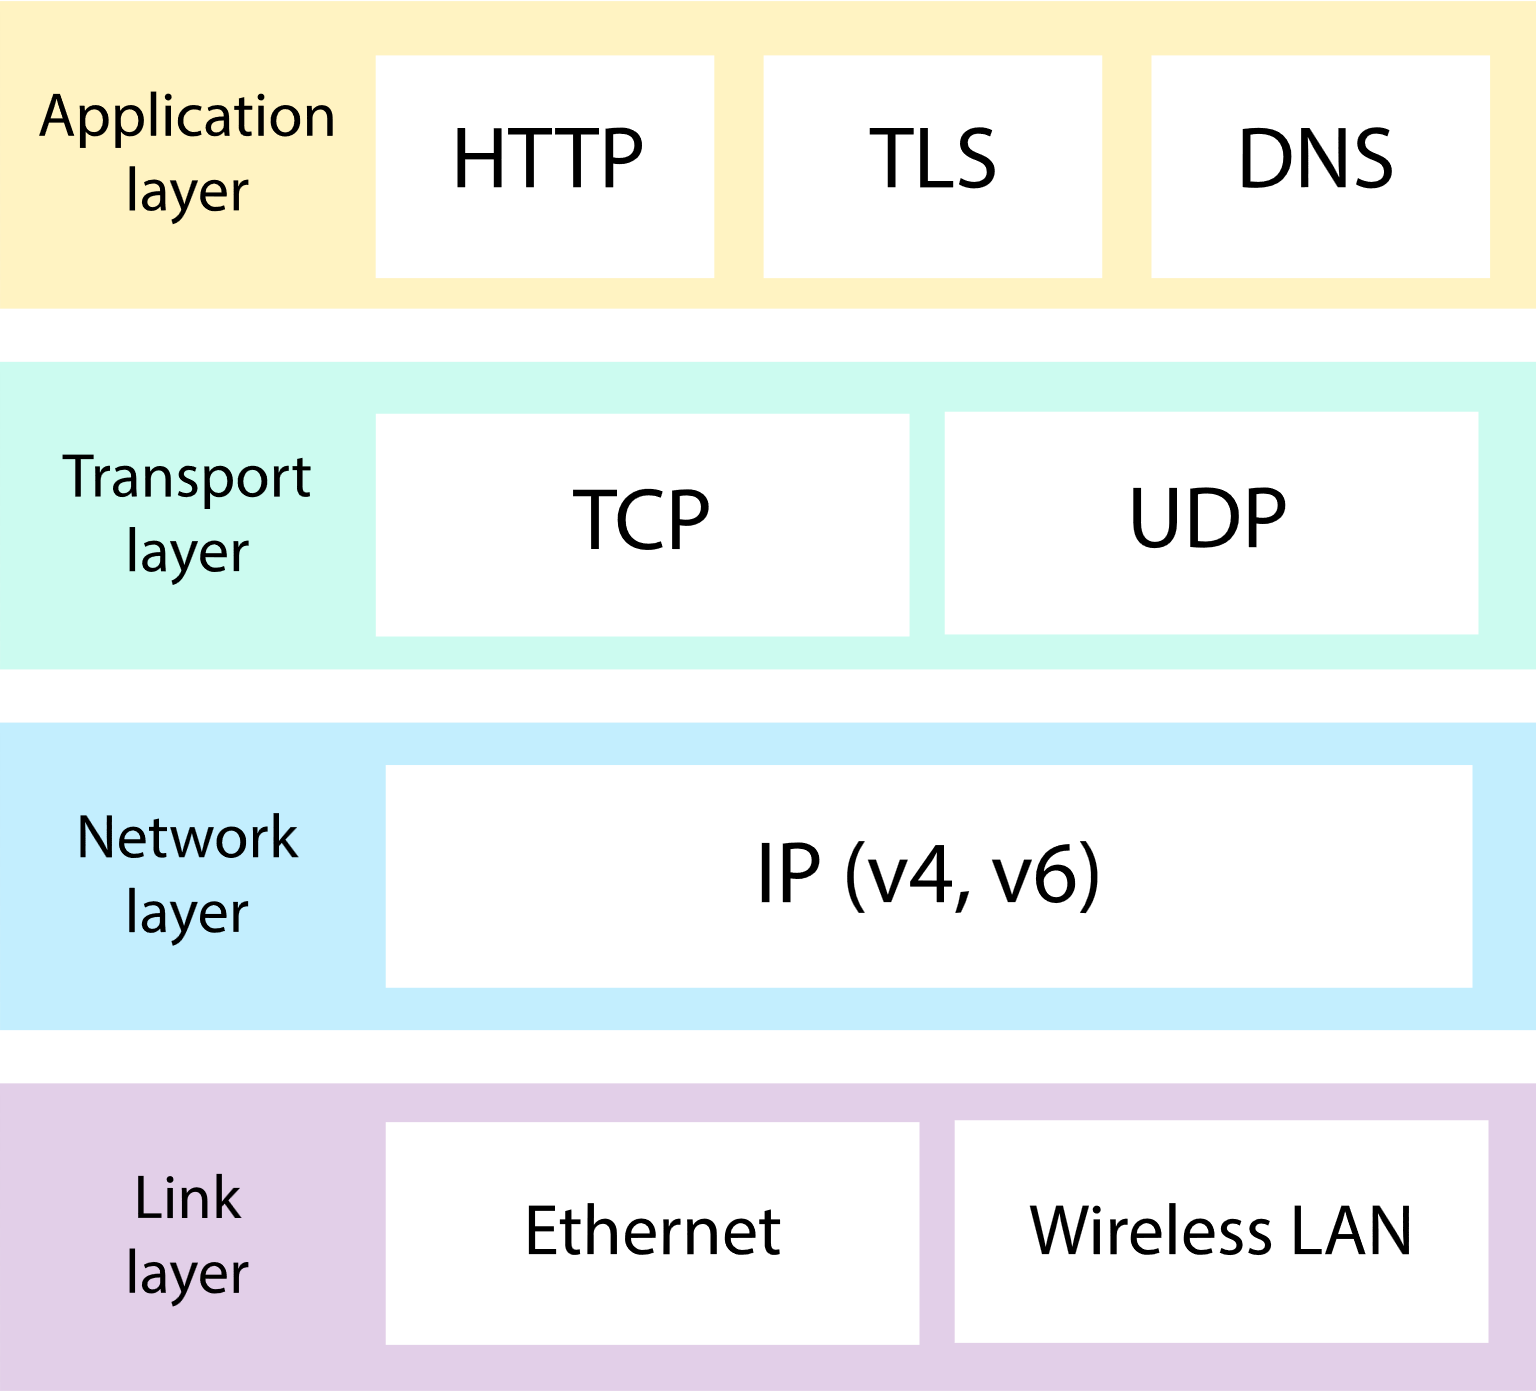 Application
layer
HTTP
TLS
DNS
Transport
layer
TCP
UDP
Network
layer
IP (v4, v6)
Link
layer
Ethernet
Wireless LAN